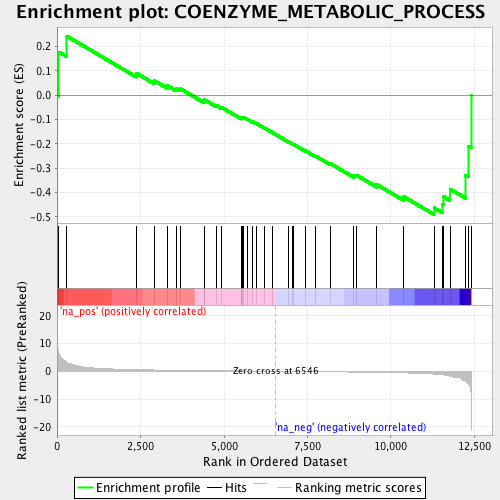 Enrichment plot: COENZYME_METABOLIC_PROCESS
Enrichment score (ES)
0.2
0.1
0.0
-0.1
-0.2
-0.3
-0.4
-0.5
'na_pos' (positively correlated)
Ranked list metric (PreRanked)
20
10
0
-10
-20
Zero cross at 6546
'na_neg' (negatively correlated)
0
2,500
5,000
7,500
10,000
12,500
Rank in Ordered Dataset
Enrichment profile
Hits
Ranking metric scores